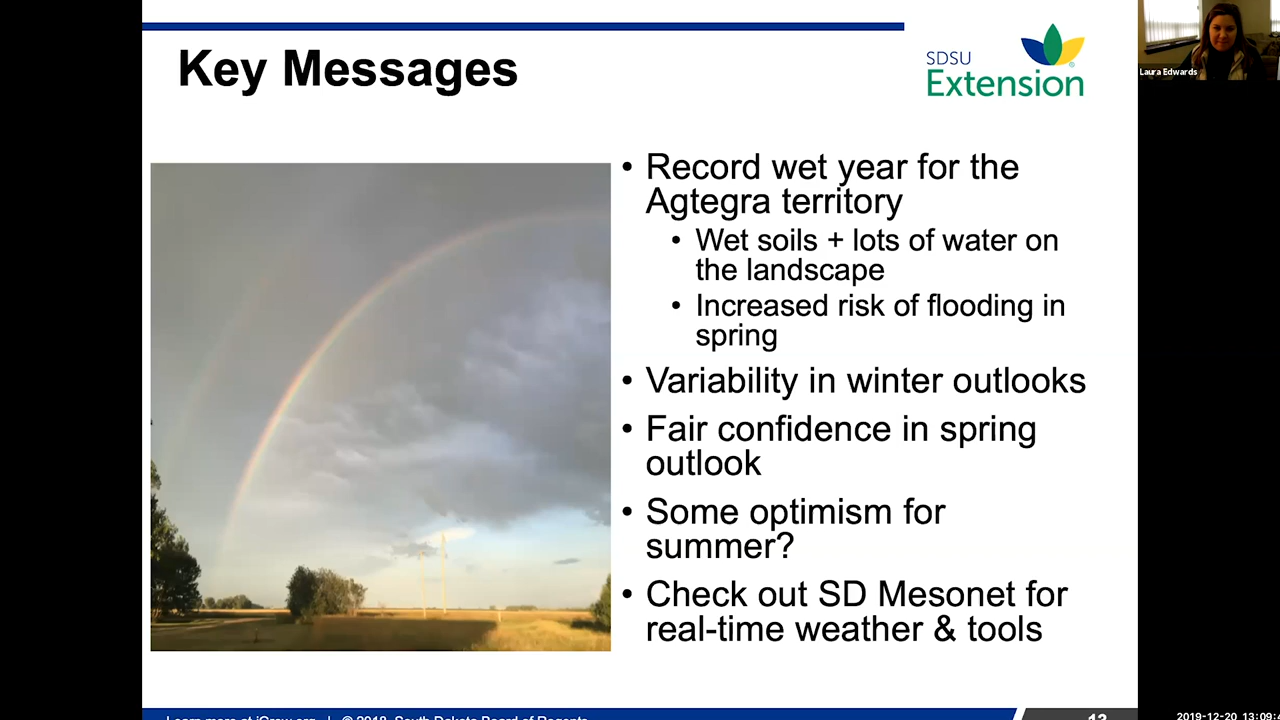 Key Messages
SDSU
Extension
Laura Edwards
• Record wet year for the
Agtegra territory
• Wet soils + lots of water on
the landscape
• Increased risk of flooding in
spring
• Variability in winter outlooks
• Fair confidence in spring
outlook
• Some optimism for
summer?
• Check out SD Mesonet for
real-time weather & tools
Learn more at iGrow.org | © 2018, South Dakota Board of Regents
13
2019-12-20 13:09: